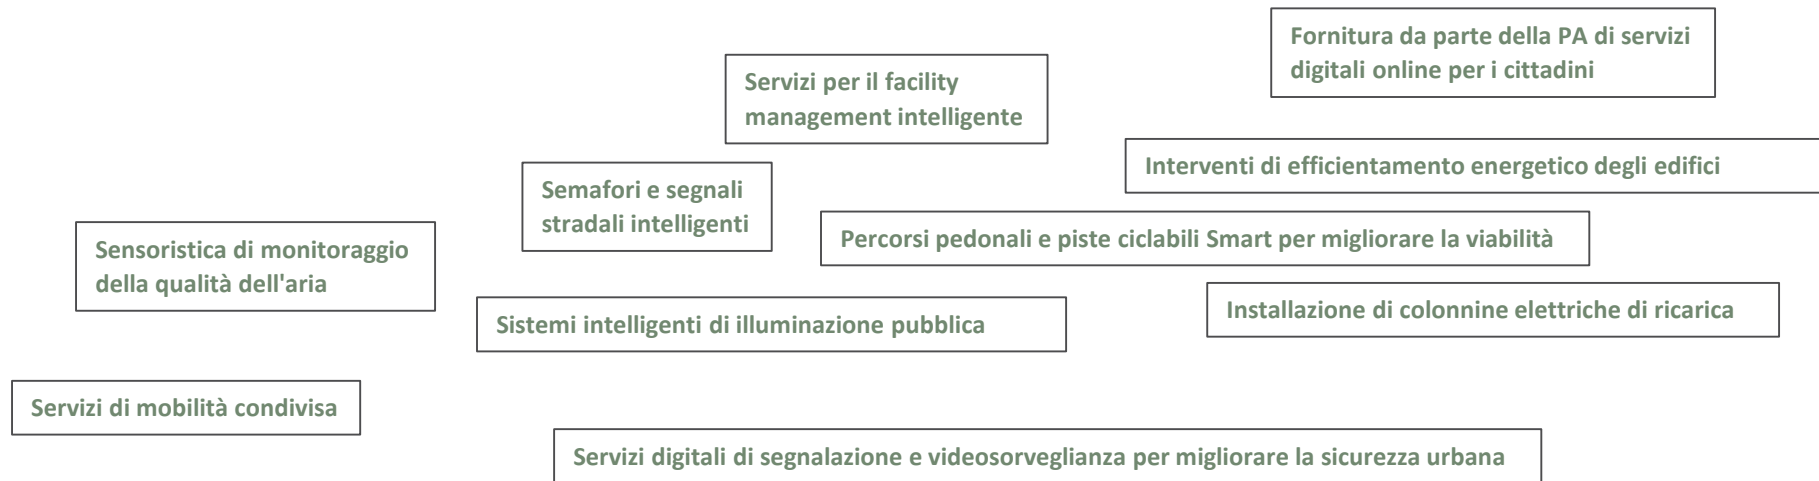 Fornitura da parte della PA di servizi
digitali online per i cittadini
Servizi per il facility
management intelligente
Interventi di efficientamento energetico degli edifici
Semafori e segnali
stradali intelligenti
Percorsi pedonali e piste ciclabili Smart per migliorare la viabilità
Sensoristica di monitoraggio
della qualità dell'aria
Installazione di colonnine elettriche di ricarica
Sistemi intelligenti di illuminazione pubblica
Servizi di mobilità condivisa
Servizi digitali di segnalazione e videosorveglianza per migliorare la sicurezza urbana